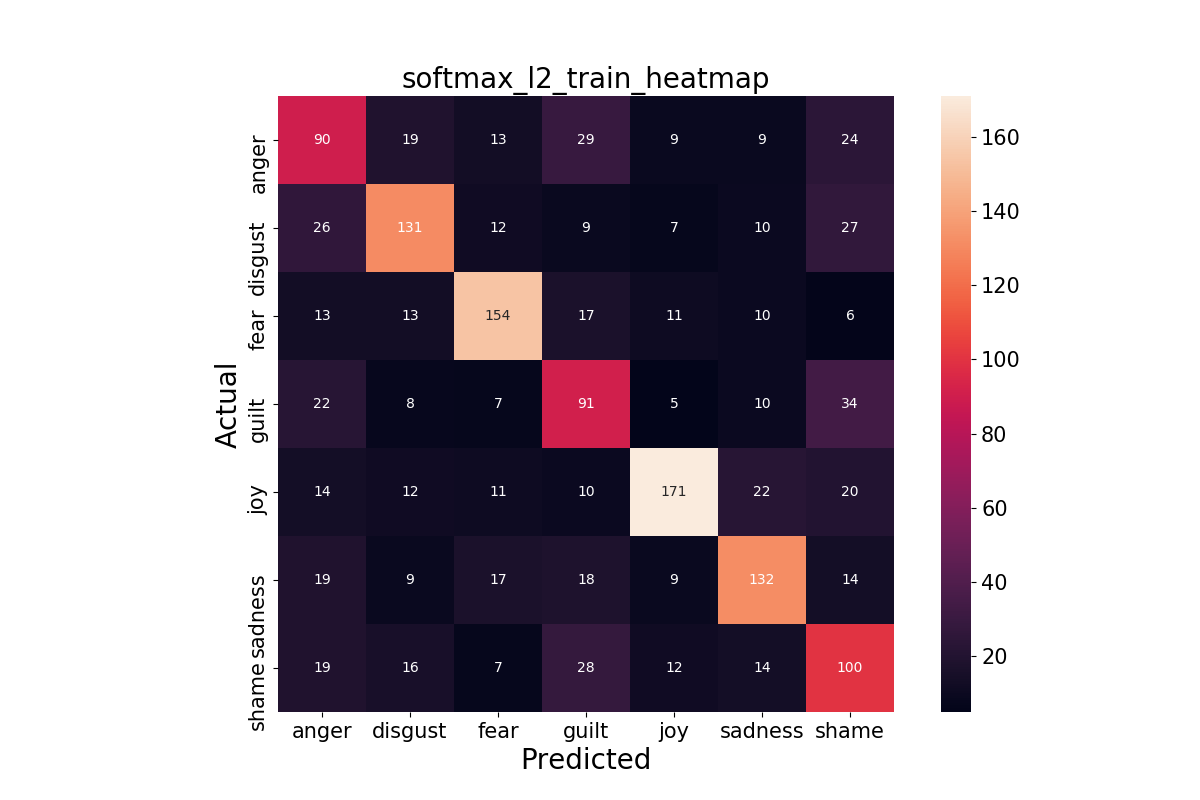 softmax_l2_train_heatmap
Actual
anger 90 19 13 29 9 9 24
disgust 26 131 12 9 7 10 27
fear 13 13 154 17 11 10 6
guilt 22 8 7 91 5 10 34
joy 14 12 11 10 171 22 20
sadness 19 9 17 18 9 132 14
shame 19 16 7 28 12 14 100
anger disgust fear guilt joy sadness shame
Predicted
160
140
120
100
80
60
40
20